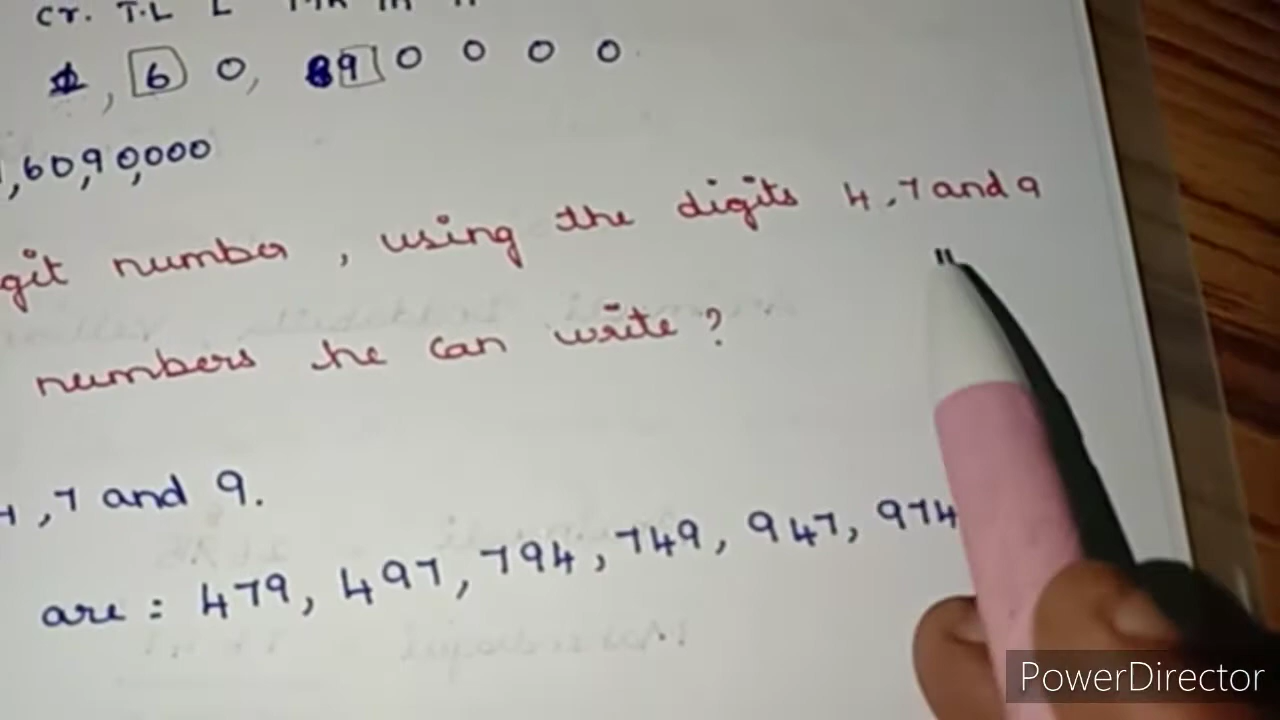 Cr. T.L L
1, 6 0, 89 0 0 0 0
,60,90,000
git number, using the digits 4,7 and 9
numbers he can write?
4,7 and 9.
are : 479, 497, 794, 749, 947, 974
PowerDirector